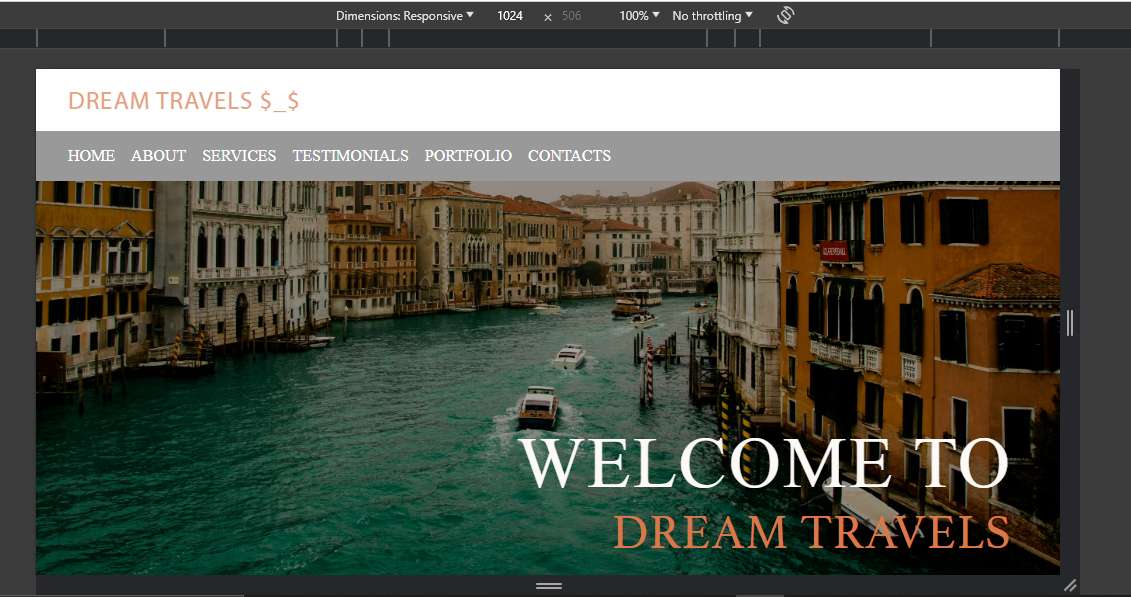 Dimensions: Responsive ▼ 1024 × 506 100% ▼ No throttling ▼
DREAM TRAVELS $_$
HOME ABOUT SERVICES TESTIMONIALS PORTFOLIO CONTACTS
WELCOME TO
DREAM TRAVELS